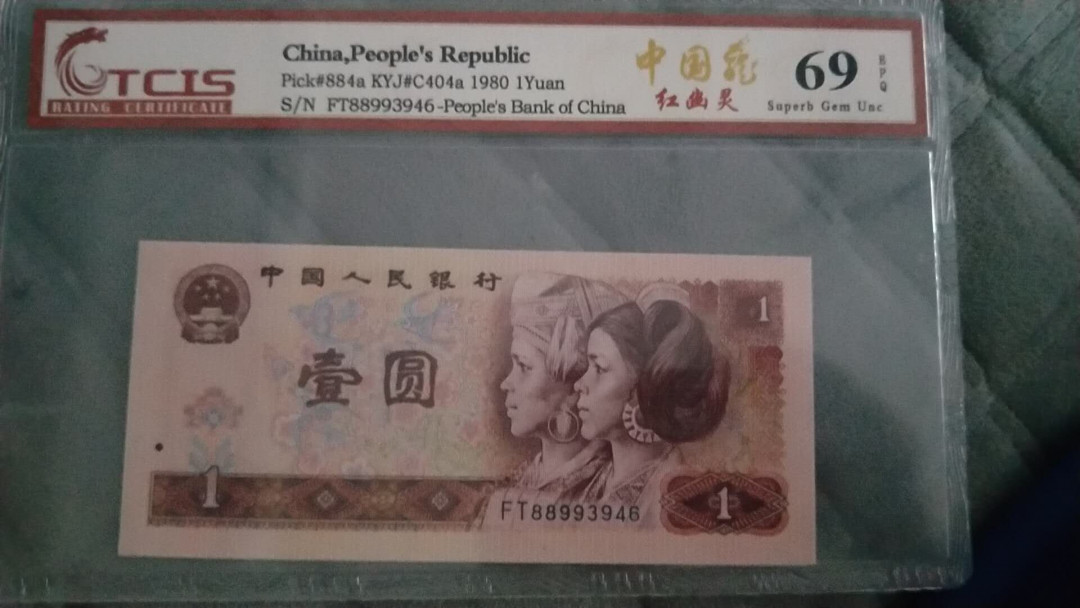 TCIS
RATING CERTIFICATE
China,People's Republic
Pick#884a KYJ#C404a 1980 1Yuan
S/N FT88993946-People's Bank of China
中国龍
红幽灵
69
EPQ
Superb Gem Unc
中国人民银行
壹圆
1
1
FT88993946
1